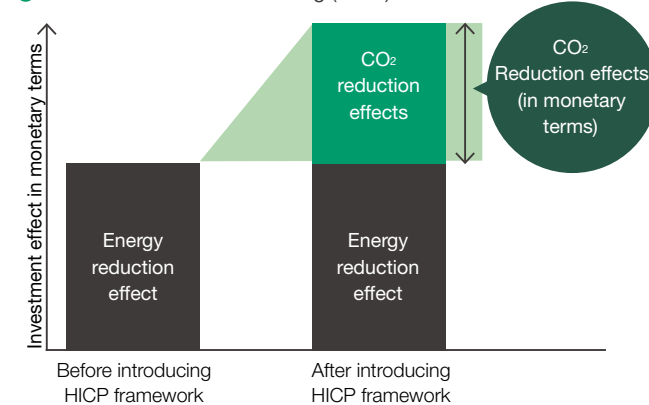 Investment effect in monetary terms
CO2
reduction
effects
CO2
Reduction effects
(in monetary
terms)
Energy
reduction
effect
Energy
reduction
effect
Before introducing
HICP framework
After introducing
HICP framework